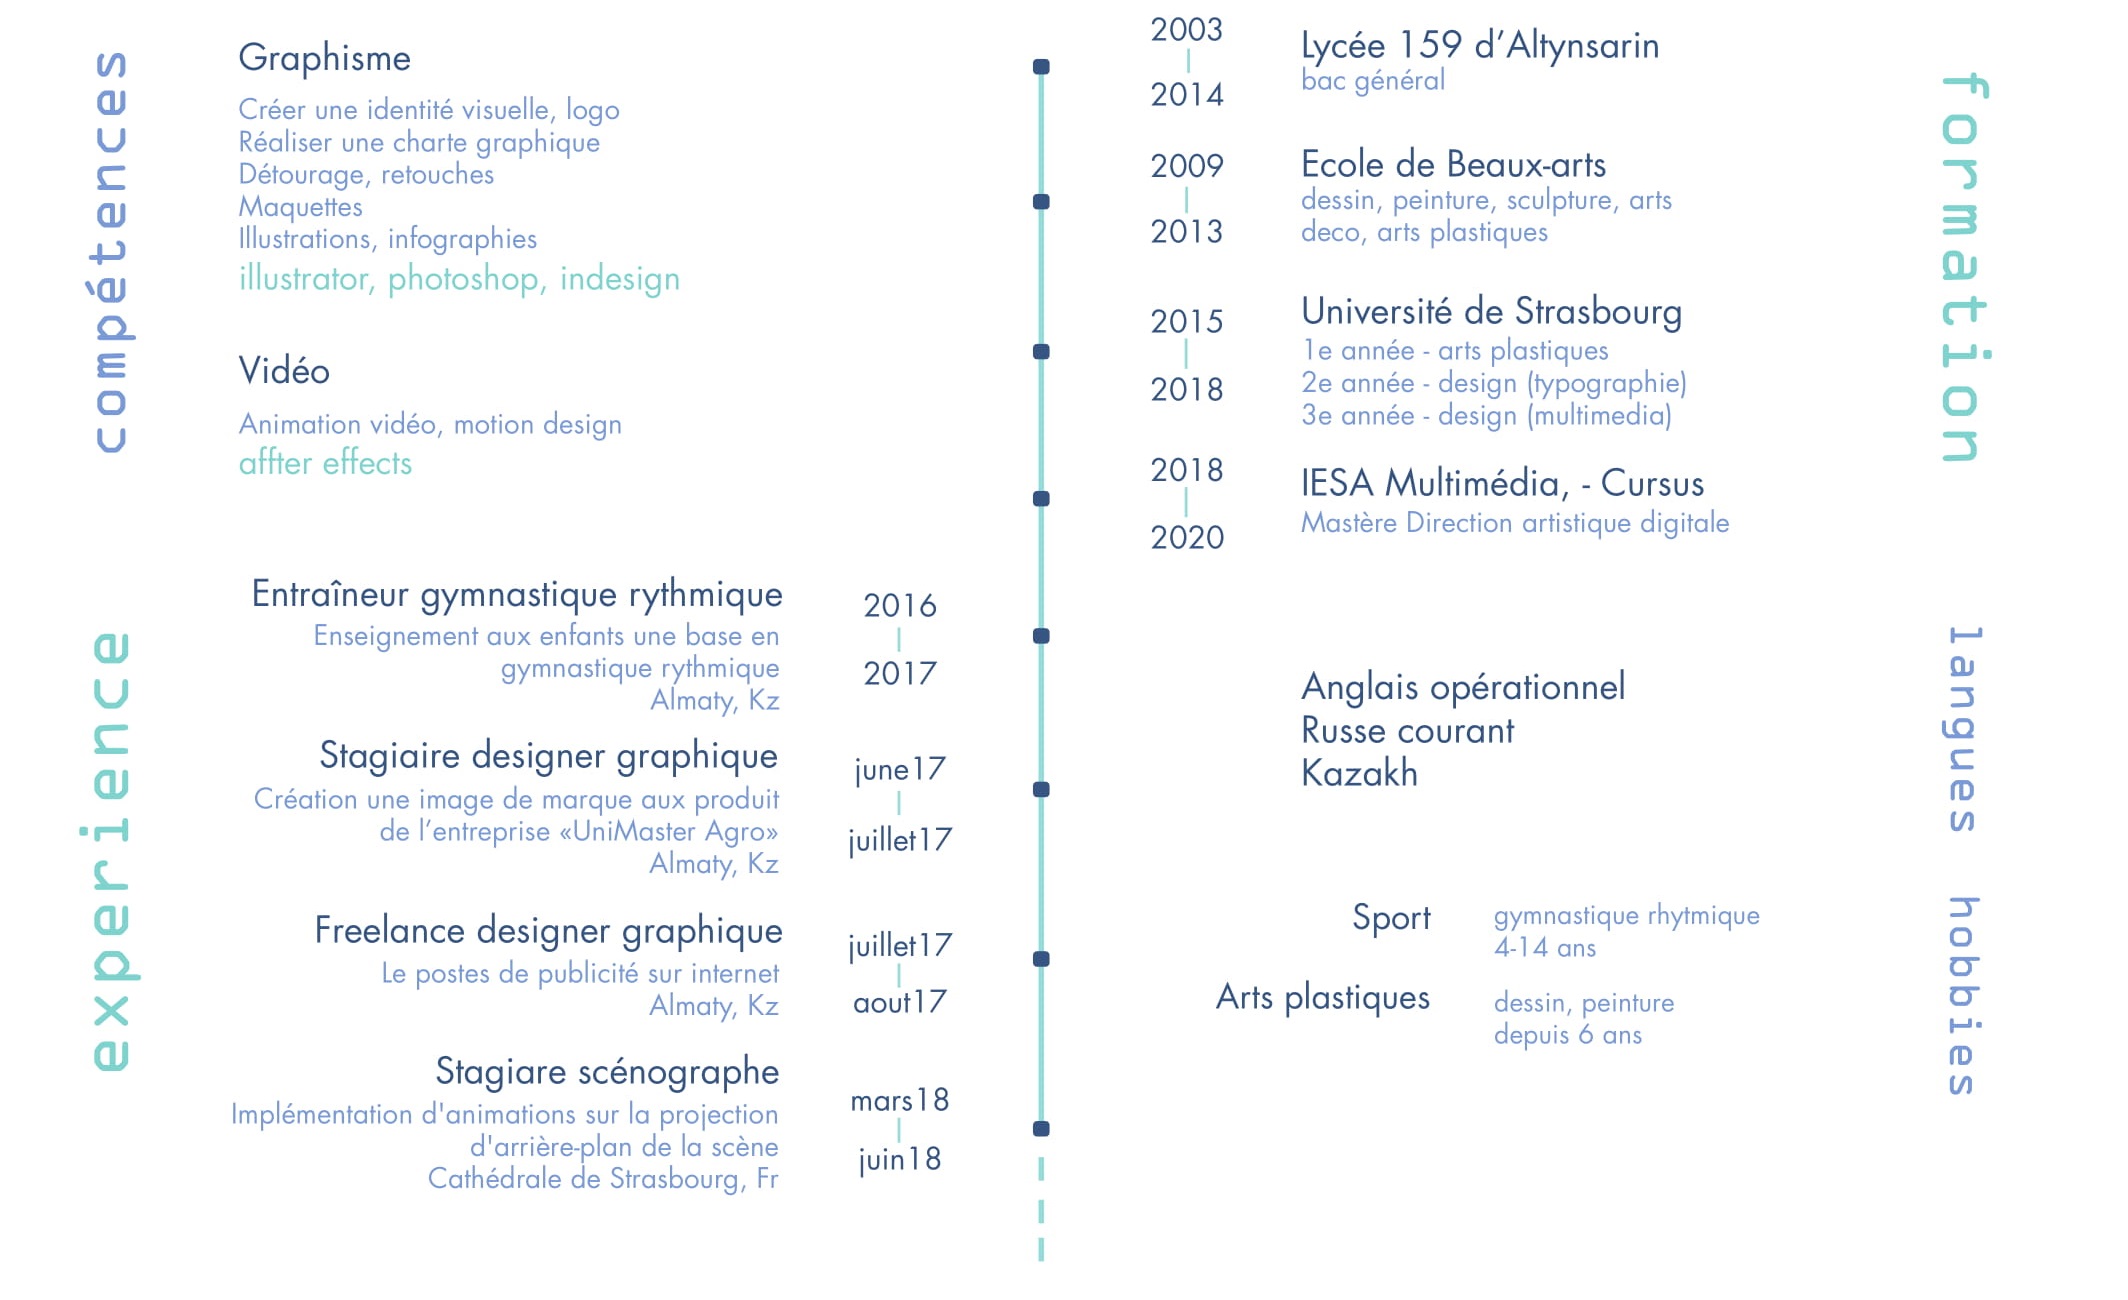 compétences
Graphisme
Créer une identité visuelle, logo
Réaliser une charte graphique
Détourage, retouches
Maquettes
Illustrations, infographies
illustrator, photoshop, indesign
Vidéo
Animation vidéo, motion design
affter effects
experience
Entraîneur gymnastique rythmique
Enseignement aux enfants une base en
gymnastique rythmique
Almaty, Kz
2016
2017
Stagiaire designer graphique
Création une image de marque aux produit
de l’entreprise «UniMaster Agro»
Almaty, Kz
june17
juillet17
Freelance designer graphique
Le postes de publicité sur internet
Almaty, Kz
juillet17
aout17
Stagiare scénographe
Implémentation d'animations sur la projection
d'arrière-plan de la scène
Cathédrale de Strasbourg, Fr
mars18
juin18
formation
2003
2014
Lycée 159 d’Altynsarin
bac général
2009
2013
Ecole de Beaux-arts
dessin, peinture, sculpture, arts
deco, arts plastiques
2015
2018
Université de Strasbourg
1e année - arts plastiques
2e année - design (typographie)
3e année - design (multimedia)
2018
2020
IESA Multimédia, - Cursus
Mastère Direction artistique digitale
langues
Anglais opérationnel
Russe courant
Kazakh
hobbies
Sport
gymnastique rhytmique
4-14 ans
Arts plastiques
dessin, peinture
depuis 6 ans